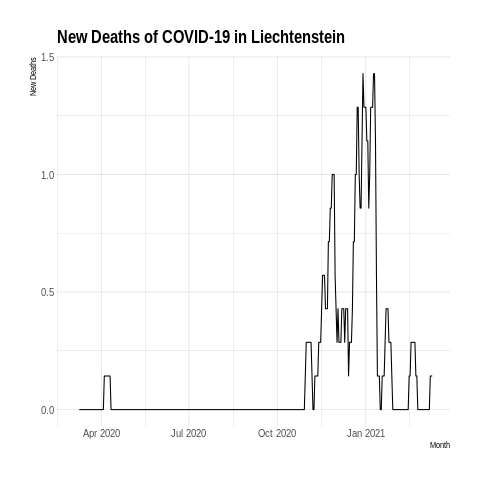 New Deaths of COVID-19 in Liechtenstein
New Deaths
1.5
1.0
0.5
0.0
Apr 2020 Jul 2020 Oct 2020 Jan 2021
Month